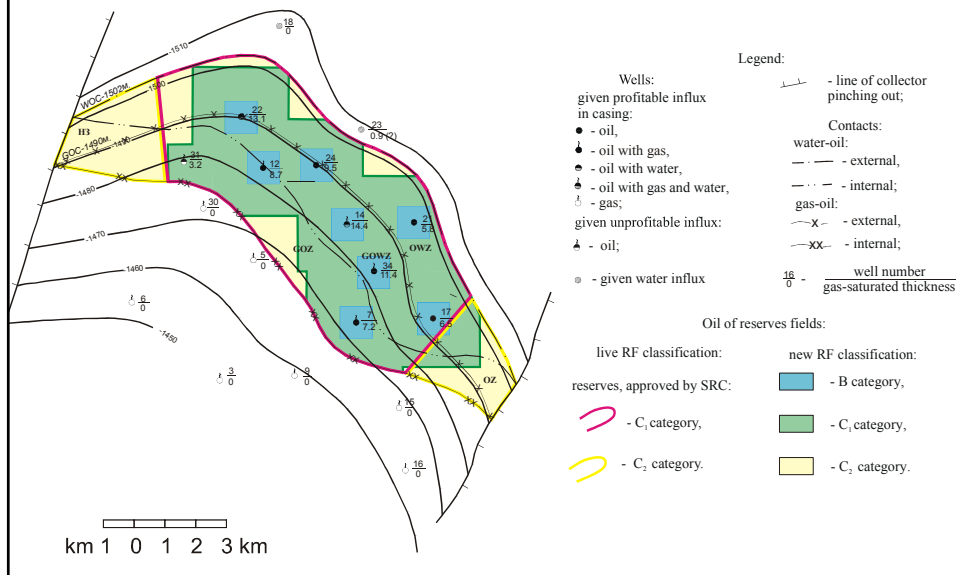 18
0
-1510
WOC-1502м.
-1500
22
13.1
23
0.9 (2)
НЗ
GOC-1490м.
-1490
31
3.2
24
9.5
12
8.7
-1480
30
0
14
14.4
21
5.8
-1470
GOZ
GOWZ
OWZ
5
0
34
11.4
1460
6
0
7
7.2
17
6.5
-1450
3
0
9
0
OZ
15
0
16
0
km 1 0 1 2 3 km
Legend:
Wells:
given profitable influx
in casing:
- oil,
- oil with gas,
- oil with water,
- oil with gas and water,
- gas;
given unprofitable influx:
- oil;
- given water influx
- line of collector
pinching out;
Contacts:
water-oil:
- external,
- internal;
gas-oil:
- external,
- internal;
16
0
- well number
gas-saturated thickness
Oil of reserves fields:
live RF classification:
new RF classification:
reserves, approved by SRC:
- B category,
- C₁ category,
- C₁ category,
- C₂ category.
- C₂ category.